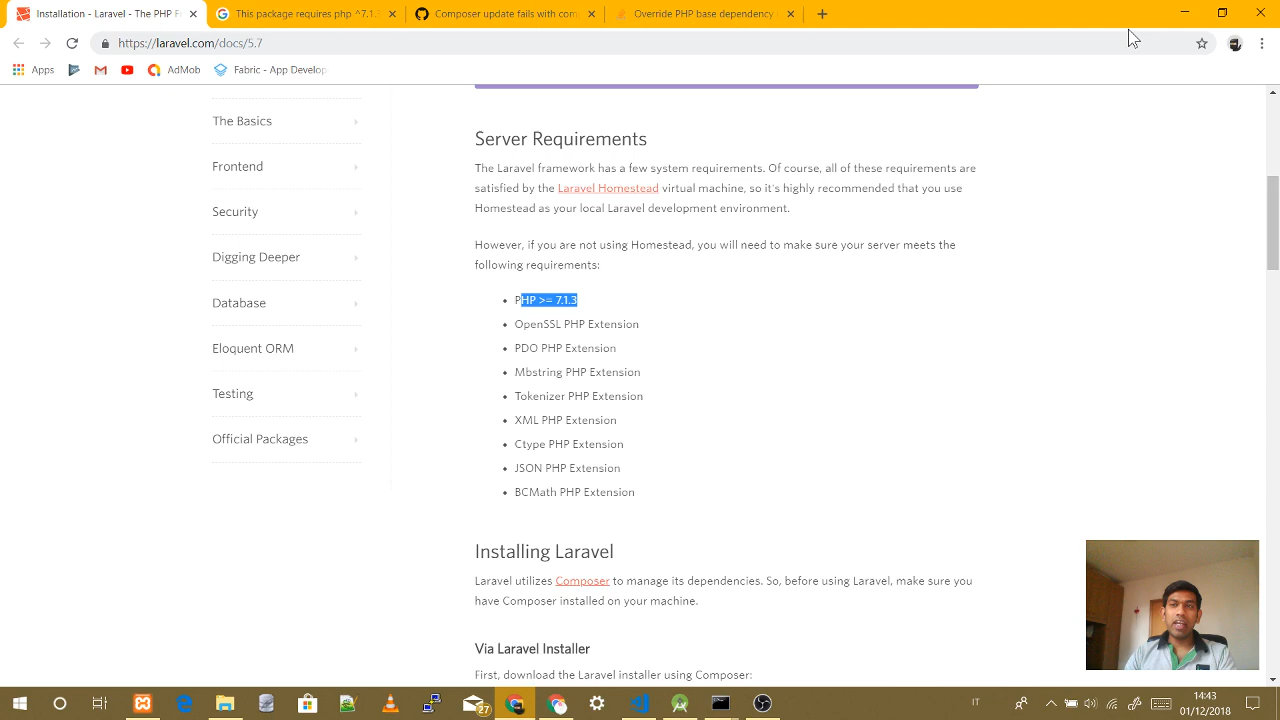 Installation - Laravel - The PHP F
This package requires php ^7.1.3
Composer update fails with com
Override PHP base dependency
https://laravel.com/docs/5.7
Apps
AdMob
Fabric - App Develop
The Basics
Frontend
Security
Digging Deeper
Database
Eloquent ORM
Testing
Official Packages
Server Requirements
The Laravel framework has a few system requirements. Of course, all of these requirements are
satisfied by the Laravel Homestead virtual machine, so it's highly recommended that you use
Homestead as your local Laravel development environment.
However, if you are not using Homestead, you will need to make sure your server meets the
following requirements:
PHP >= 7.1.3
OpenSSL PHP Extension
PDO PHP Extension
Mbstring PHP Extension
Tokenizer PHP Extension
XML PHP Extension
Ctype PHP Extension
JSON PHP Extension
BCMath PHP Extension
Installing Laravel
Laravel utilizes Composer to manage its dependencies. So, before using Laravel, make sure you
have Composer installed on your machine.
Via Laravel Installer
First, download the Laravel installer using Composer:
27
IT
14:43
01/12/2018